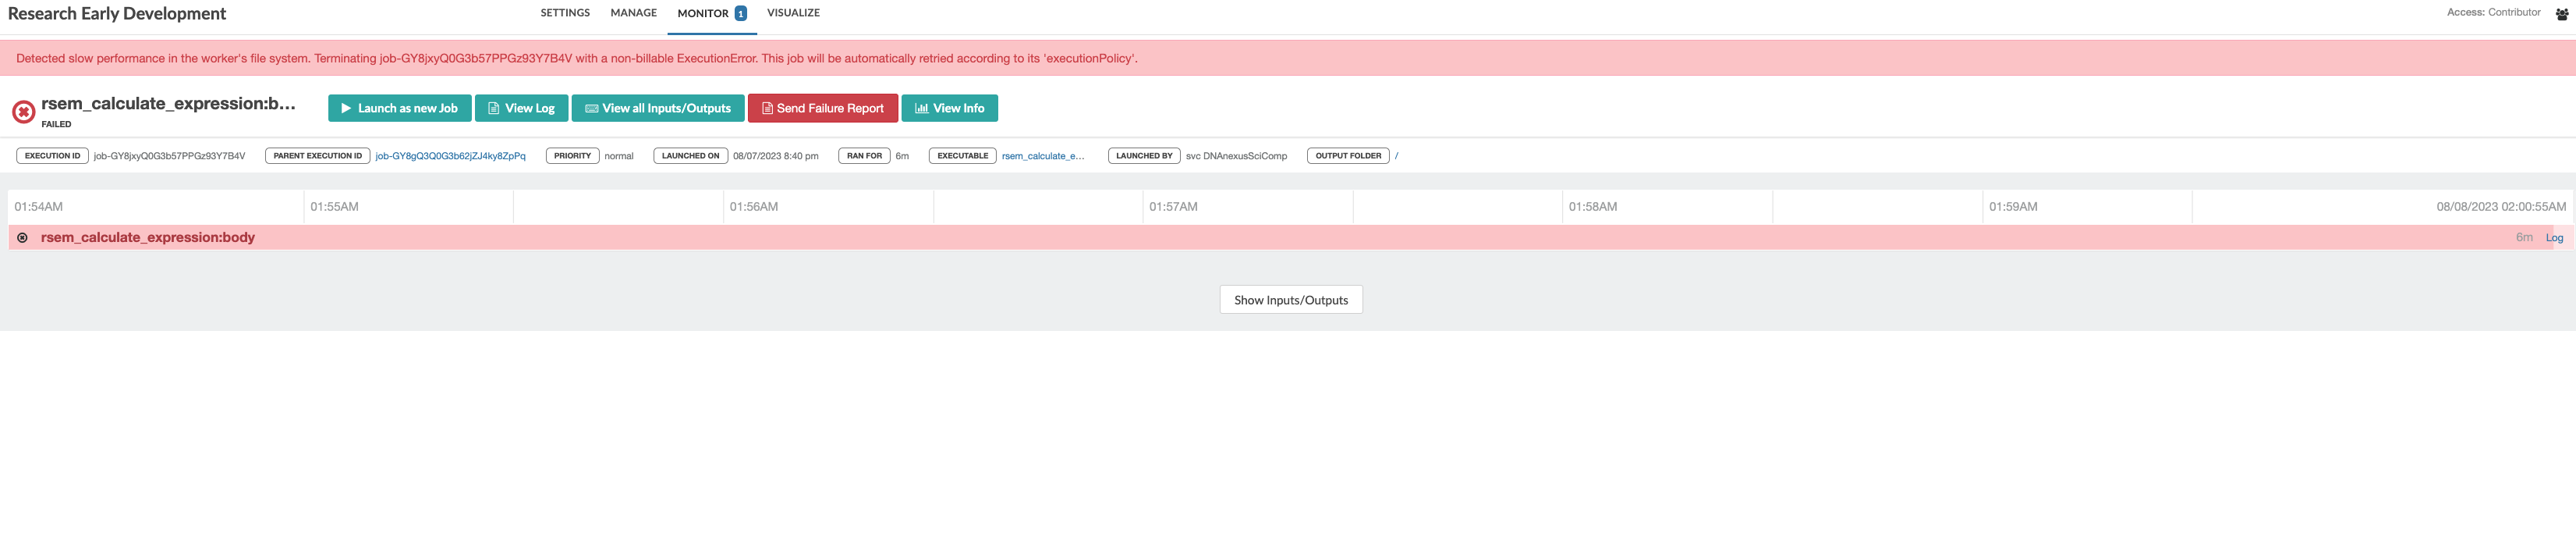 Research Early Development
SETTINGS MANAGE MONITOR 1 VISUALIZE
Access: Contributor
Detected slow performance in the worker's file system. Terminating job-GY8jxyQ0G3b57PPGz93Y7B4V with a non-billable ExecutionError. This job will be automatically retried according to its 'executionPolicy'.
rsem_calculate_expression:b...
FAILED
Launch as new Job View Log View all Inputs/Outputs Send Failure Report View Info
EXECUTION ID job-GY8jxyQ0G3b57PPGz93Y7B4V PARENT EXECUTION ID job-GY8gQ3Q0G3b62jZJ4ky8ZpPq PRIORITY normal LAUNCHED ON 08/07/2023 8:40 pm RAN FOR 6m EXECUTABLE rsem_calculate_e... LAUNCHED BY svc DNAnexusSciComp OUTPUT FOLDER /
01:54AM 01:55AM 01:56AM 01:57AM 01:58AM 01:59AM 08/08/2023 02:00:55AM
rsem_calculate_expression:body 6m Log
Show Inputs/Outputs